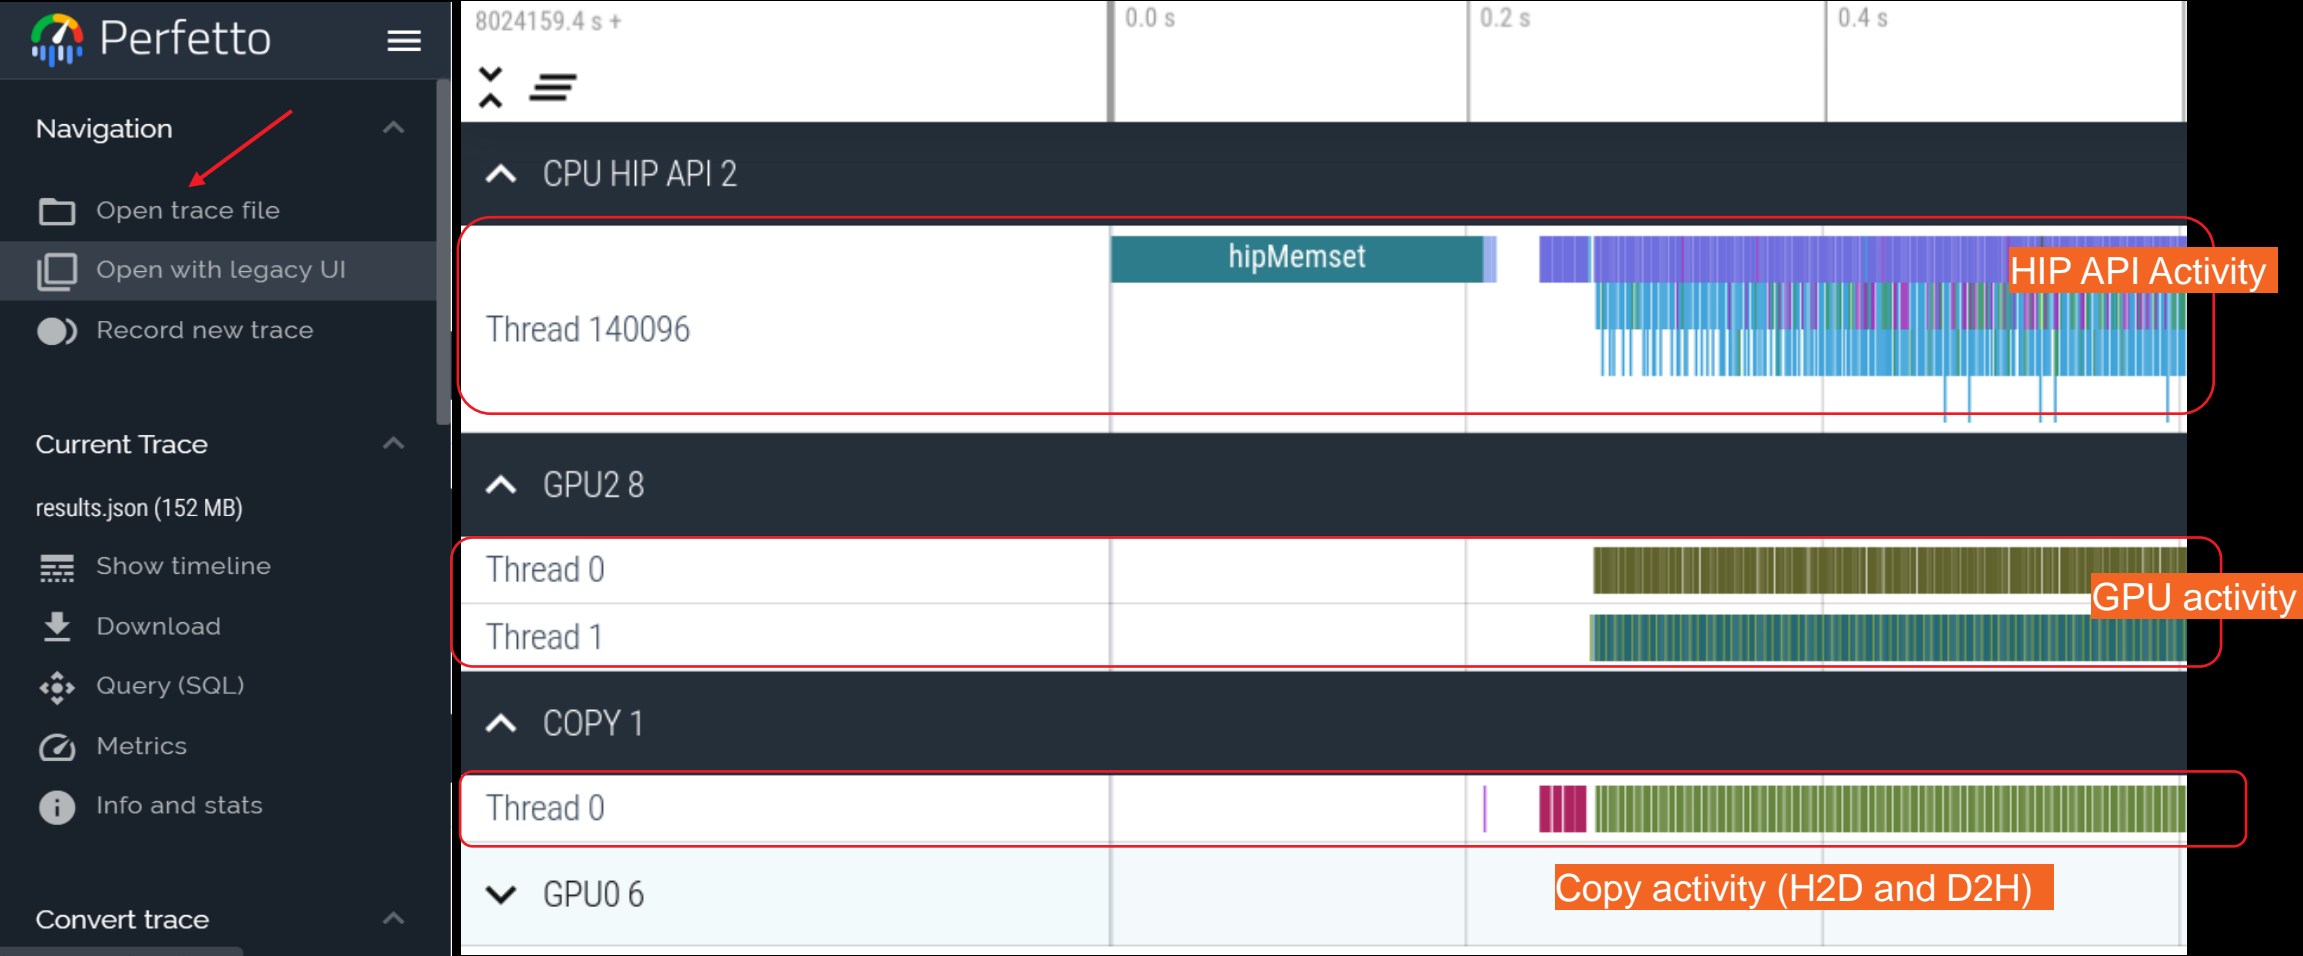 Perfetto
Navigation
Open trace file
Open with legacy UI
Record new trace
Current Trace
results.json (152 MB)
Show timeline
Download
Query (SQL)
Metrics
Info and stats
Convert trace
8024159.4 s +
0.0 s
0.2 s
0.4 s
CPU HIP API 2
hipMemset
HIP API Activity
Thread 140096
GPU2 8
Thread 0
GPU activity
Thread 1
COPY 1
Thread 0
Copy activity (H2D and D2H)
GPU0 6